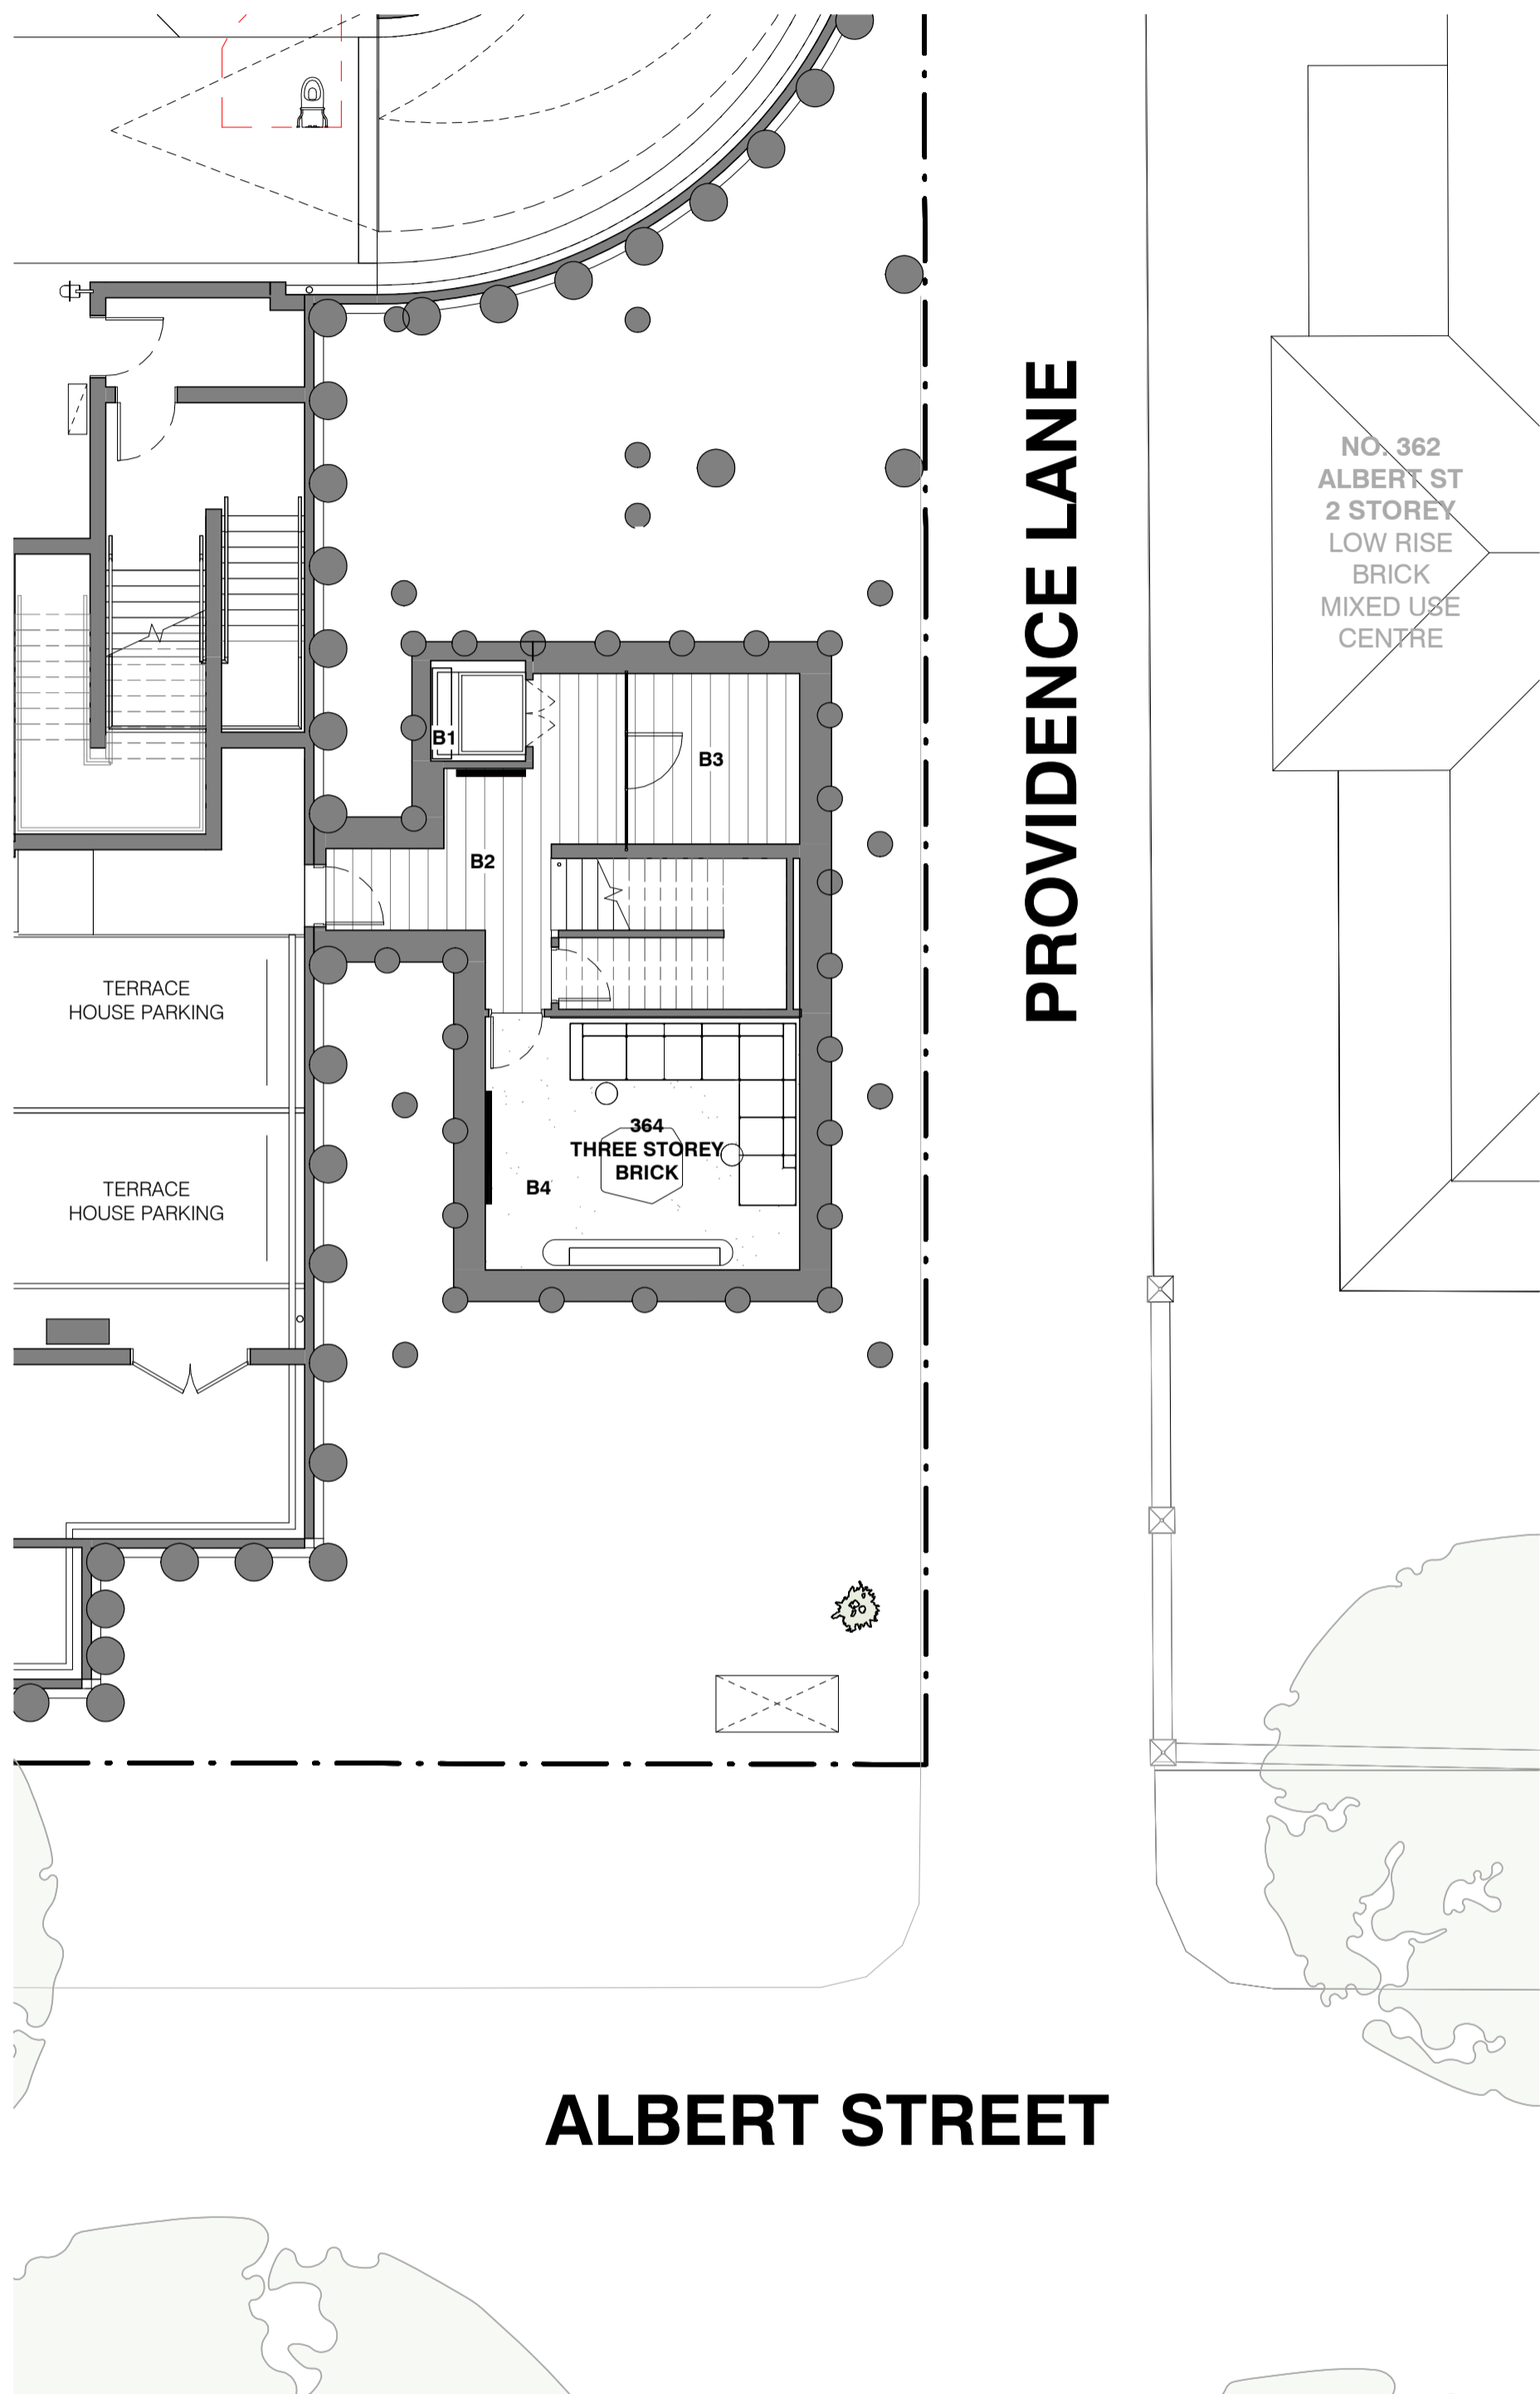 PROVIDENCE LANE
NO. 362
ALBERT ST
2 STOREY
LOW RISE
BRICK
MIXED USE
CENTRE
B1
B3
B2
TERRACE
HOUSE PARKING
364
THREE STOREY
BRICK
B4
TERRACE
HOUSE PARKING
ALBERT STREET